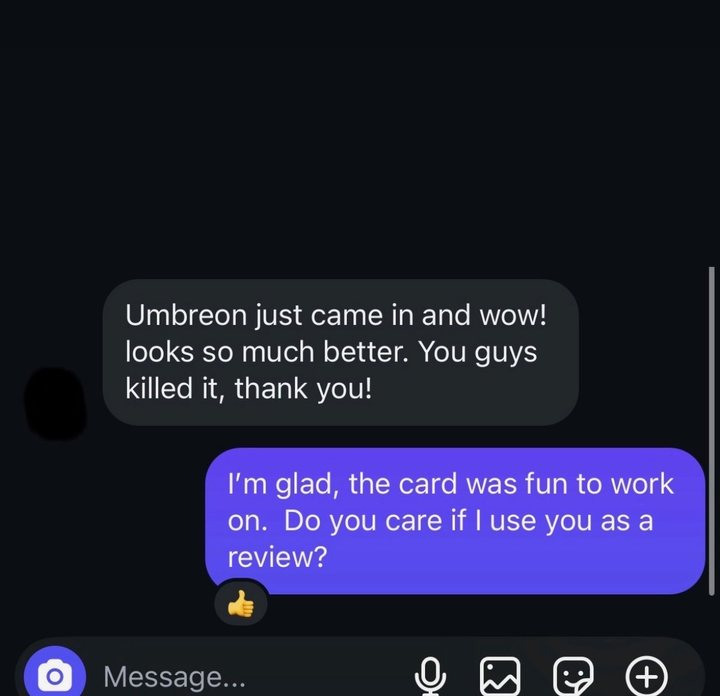 Umbreon just came in and wow!
looks so much better. You guys
killed it, thank you!
I’m glad, the card was fun to work
on.  Do you care if I use you as a
review?
Message...